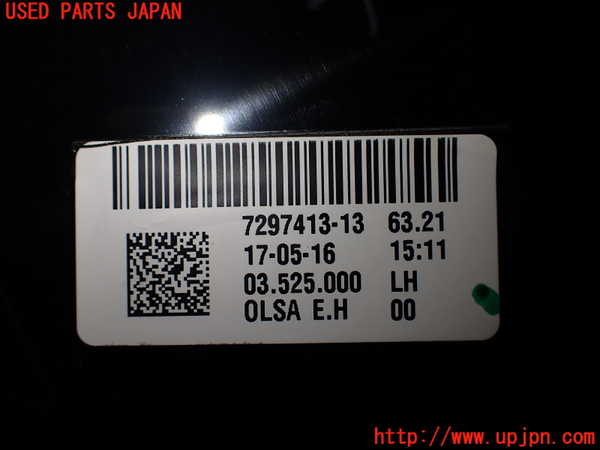 USED PARTS JAPAN
7297413-13 63.21
17-05-16 15:11
03.525.000 LH
OLSA E.H 00
http://www.upjpn.com/